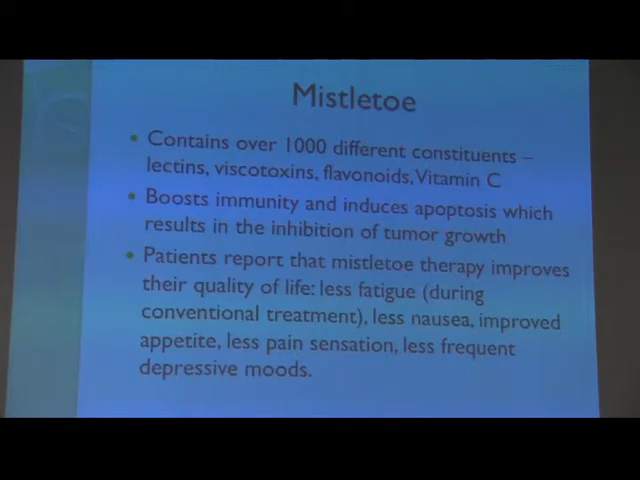 Mistletoe
• Contains over 1000 different constituents –
lectins, viscotoxins, flavonoids, Vitamin C
• Boosts immunity and induces apoptosis which
results in the inhibition of tumor growth
• Patients report that mistletoe therapy improves
their quality of life: less fatigue (during
conventional treatment), less nausea, improved
appetite, less pain sensation, less frequent
depressive moods.